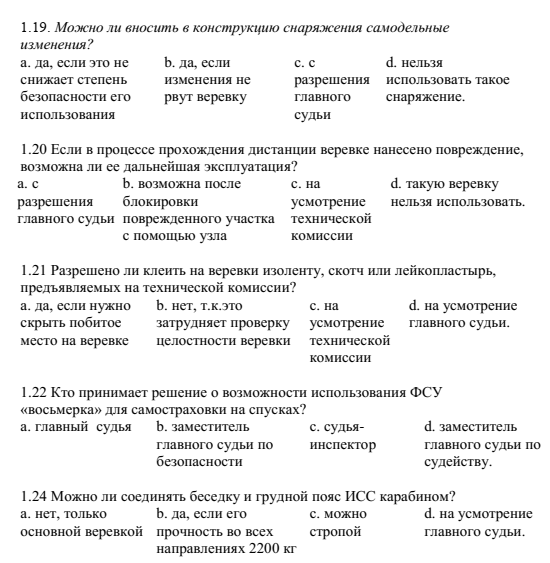 1.19. Можно ли вносить в конструкцию снаряжения самодельные
изменения?
a. да, если это не b. да, если c. с d. нельзя
снижает степень изменения не разрешения использовать такое
безопасности его рвут веревку главного снаряжение.
использования судьи
1.20 Если в процессе прохождения дистанции веревке нанесено повреждение,
возможна ли ее дальнейшая эксплуатация?
a. с b. возможна после c. на d. такую веревку
разрешения блокировки усмотрение нельзя использовать.
главного судьи поврежденного участка технической
с помощью узла комиссии
1.21 Разрешено ли клеить на веревки изоленту, скотч или лейкопластырь,
предъявляемых на технической комиссии?
a. да, если нужно b. нет, т.к.это c. на d. на усмотрение
скрыть побитое затрудняет проверку усмотрение главного судьи.
место на веревке целостности веревки технической
комиссии
1.22 Кто принимает решение о возможности использования ФСУ
«восьмерка» для самостраховки на спусках?
a. главный судья b. заместитель c. судья- d. заместитель
главного судьи по инспектор главного судьи по
безопасности судейству.
1.24 Можно ли соединять беседку и грудной пояс ИСС карабином?
a. нет, только b. да, если его c. можно d. на усмотрение
основной веревкой прочность во всех стропой главного судьи.
направлениях 2200 кг